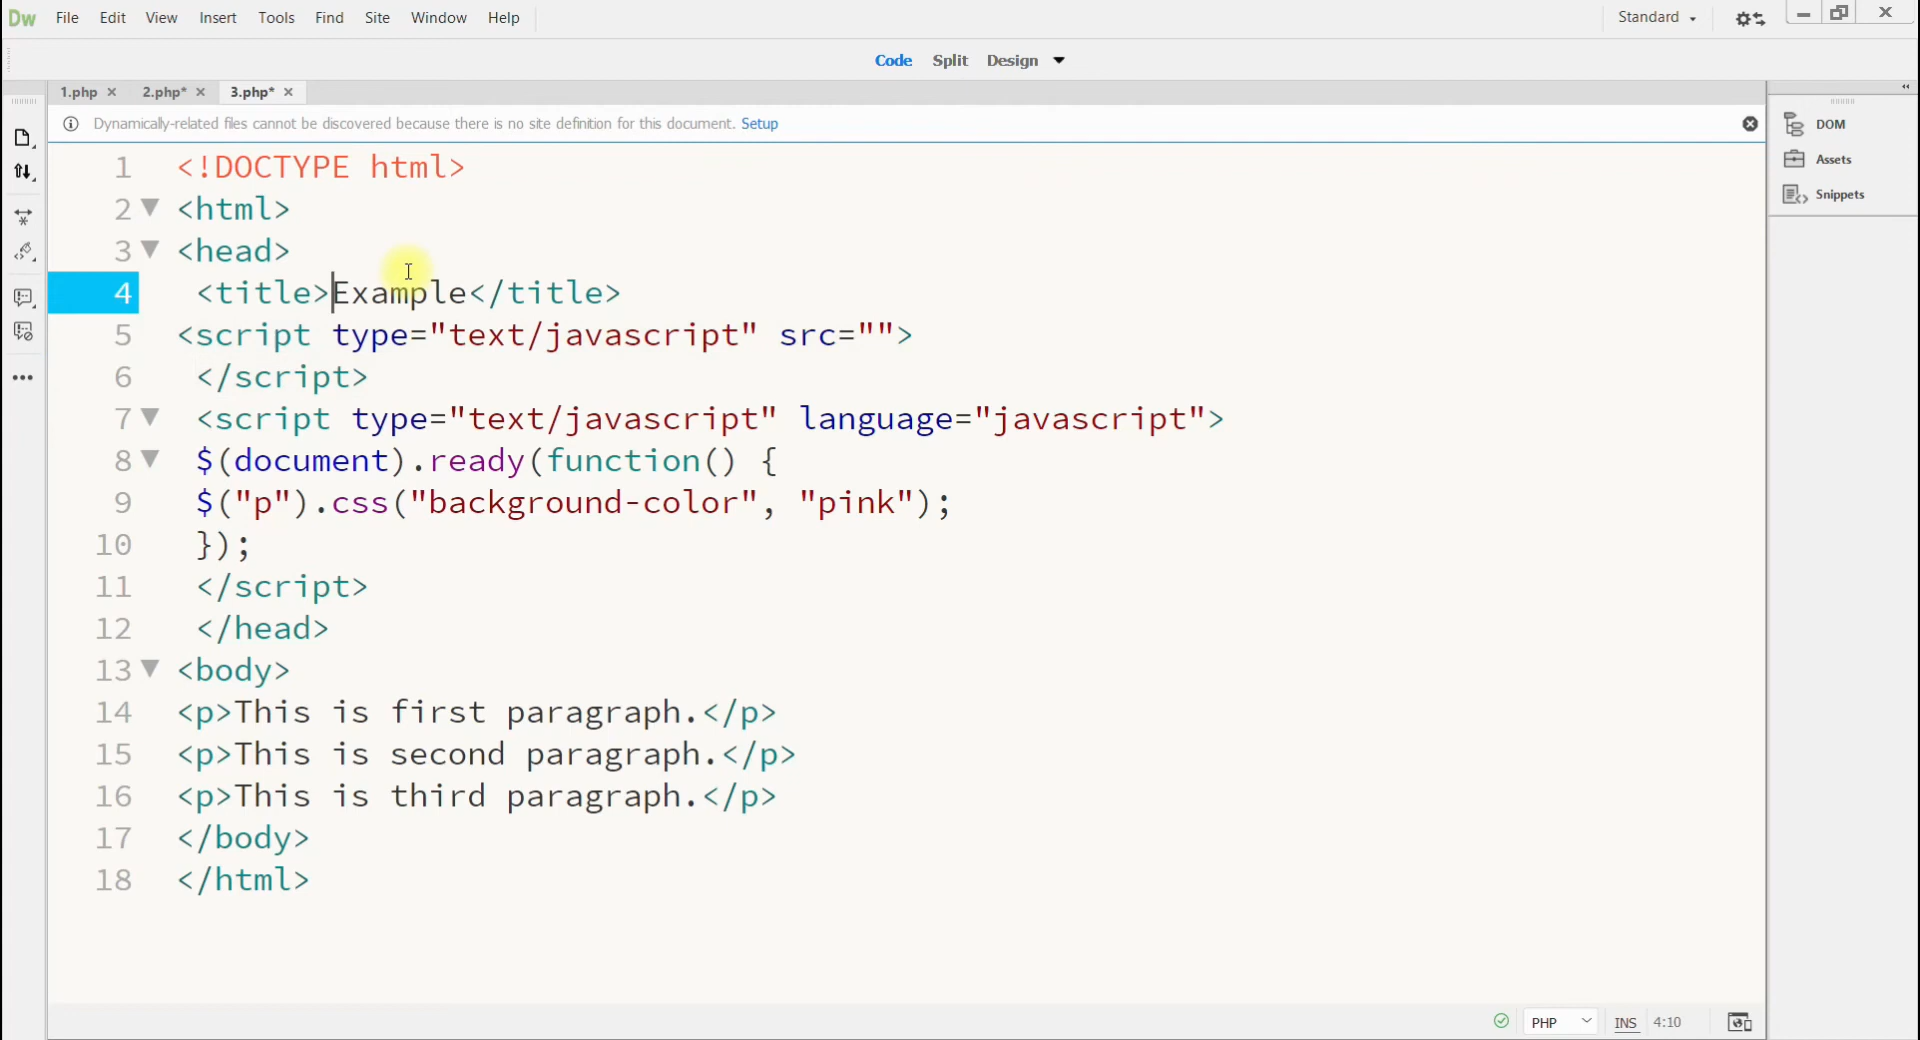 Dw File Edit View Insert Tools Find Site Window Help Standard
Code Split Design
1.php 2.php* 3.php*
Dynamically-related files cannot be discovered because there is no site definition for this document. Setup
DOM
Assets
Snippets
1 <!DOCTYPE html>
2 <html>
3 <head>
4 <title>Example</title>
5 <script type="text/javascript" src="">
6 </script>
7 <script type="text/javascript" language="javascript">
8 $(document).ready(function() {
9 $("p").css("background-color", "pink");
10 });
11 </script>
12 </head>
13 <body>
14 <p>This is first paragraph.</p>
15 <p>This is second paragraph.</p>
16 <p>This is third paragraph.</p>
17 </body>
18 </html>
PHP INS 4:10